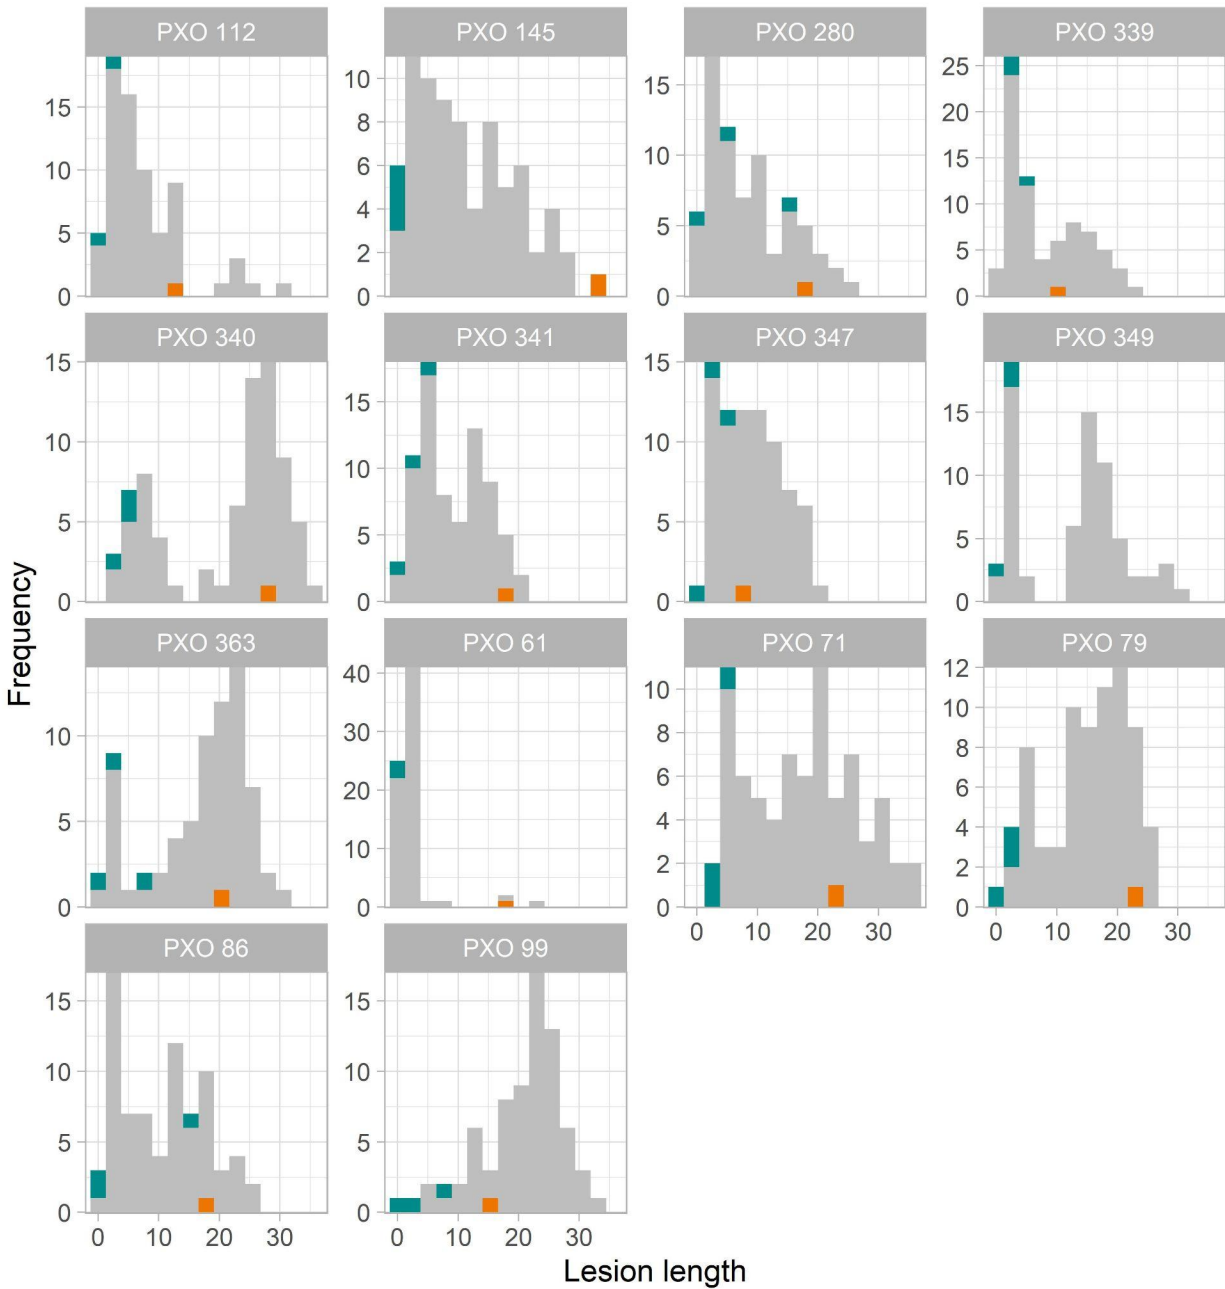 PXO 112 PXO 145 PXO 280 PXO 339
15 10 5 0
10 8 6 4 2 0
15 10 5 0
25 20 15 10 5 0
PXO 340 PXO 341 PXO 347 PXO 349
15 10 5 0
15 10 5 0
15 10 5 0
15 10 5 0
Frequency
PXO 363 PXO 61 PXO 71 PXO 79
10 5 0
40 30 20 10 0
10 8 6 4 2 0
12 10 8 6 4 2 0
0 10 20 30
0 10 20 30
PXO 86 PXO 99
15 10 5 0
15 10 5 0
0 10 20 30
0 10 20 30
Lesion length